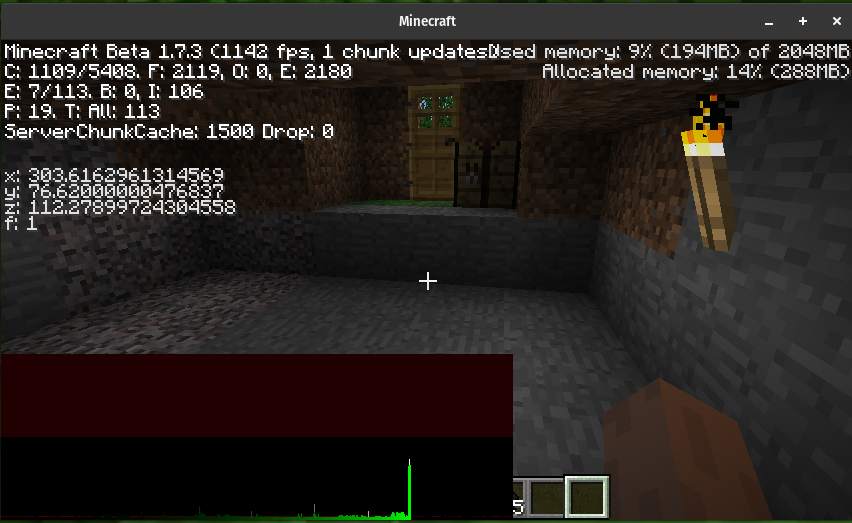 Minecraft
Minecraft Beta 1.7.3 (1142 fps, 1 chunk updates)Used memory: 9% (194MB) of 2048MB
C: 1109/5408. F: 2119, O: 0, E: 2180
Allocated memory: 14% (288MB)
E: 7/113. B: 0, I: 106
P: 19. T: All: 113
ServerChunkCache: 1500 Drop: 0
x: 303.61629961314569
y: 76.62000000476837
z: 112.27899724304558
f: 1
5